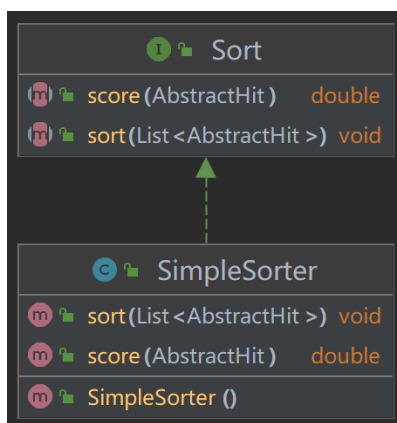 I Sort
m score(AbstractHit) double
m sort(List<AbstractHit>) void
C SimpleSorter
m sort(List<AbstractHit>) void
m score(AbstractHit) double
m SimpleSorter()